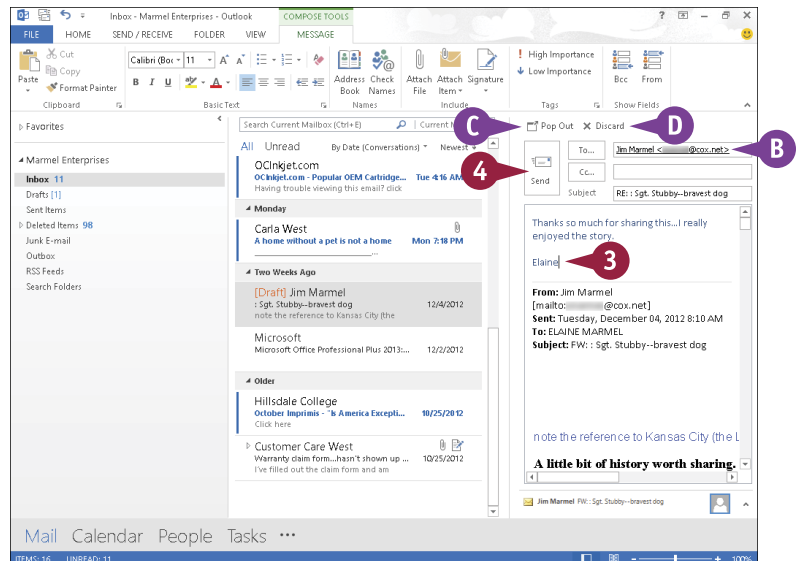 Inbox - Marmel Enterprises - Outlook
COMPOSE TOOLS
FILE HOME SEND / RECEIVE FOLDER VIEW MESSAGE
Paste
Cut
Copy
Format Painter
Clipboard
Calibri (Boc 11
B I U
Basic Text
Address Book
Check Names
Names
Attach File
Attach Item
Signature
Include
High Importance
Low Importance
Tags
Bcc From
Show Fields
Favorites
Marmel Enterprises
Inbox 11
Drafts [1]
Sent Items
Deleted Items 98
Junk E-mail
Outbox
RSS Feeds
Search Folders
Search Current Mailbox (Ctrl+E) Current
All Unread By Date (Conversations) Newest
OCInkjet.com
OCInkjet.com - Popular OEM Cartridge... Tue 4:16 AM
Having trouble viewing this email? click
Monday
Carla West
A home without a pet is not a home Mon 7:18 PM
Two Weeks Ago
[Draft] Jim Marmel
: Sgt. Stubby--bravest dog 12/4/2012
note the reference to Kansas City (the
Microsoft
Microsoft Office Professional Plus 2013:... 12/2/2012
Older
Hillsdale College
October Imprimis - "Is America Excepti... 10/25/2012
Click here
Customer Care West
Warranty claim form...hasn't shown up ... 10/25/2012
I've filled out the claim form and am
C Pop Out Discard D
4
Send
To... Jim Marmel < @cox.net> B
Cc...
Subject RE: : Sgt. Stubby--bravest dog
Thanks so much for sharing this...I really
enjoyed the story.
Elaine 3
From: Jim Marmel
[mailto: @cox.net]
Sent: Tuesday, December 04, 2012 8:10 AM
To: ELAINE MARMEL
Subject: FW: : Sgt. Stubby--bravest dog
note the reference to Kansas City (the L
A little bit of history worth sharing.
Jim Marmel FW: : Sgt. Stubby--bravest dog
Mail Calendar People Tasks ...
ITEMS: 16 UNREAD: 11 100%